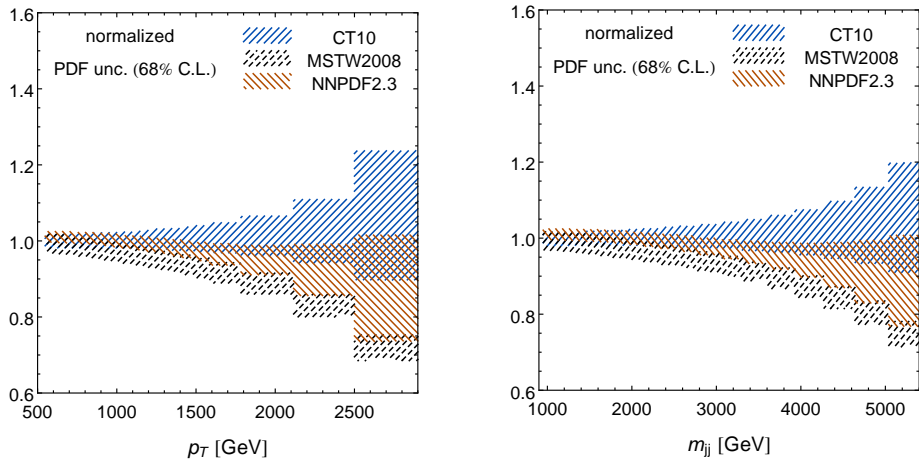 normalized
PDF unc. (68% C.L.)
CT10
MSTW2008
NNPDF2.3
1.6
1.4
1.2
1.0
0.8
0.6
500 1000 1500 2000 2500
pT [GeV]
normalized
PDF unc. (68% C.L.)
CT10
MSTW2008
NNPDF2.3
1.6
1.4
1.2
1.0
0.8
0.6
1000 2000 3000 4000 5000
mjj [GeV]